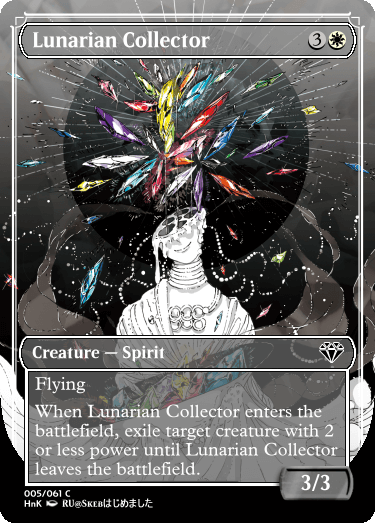 Lunarian Collector 3
Creature — Spirit
Flying
When Lunarian Collector enters the
battlefield, exile target creature with 2
or less power until Lunarian Collector
leaves the battlefield.
3/3
005/061 C
HnK RU@Skebはじめました